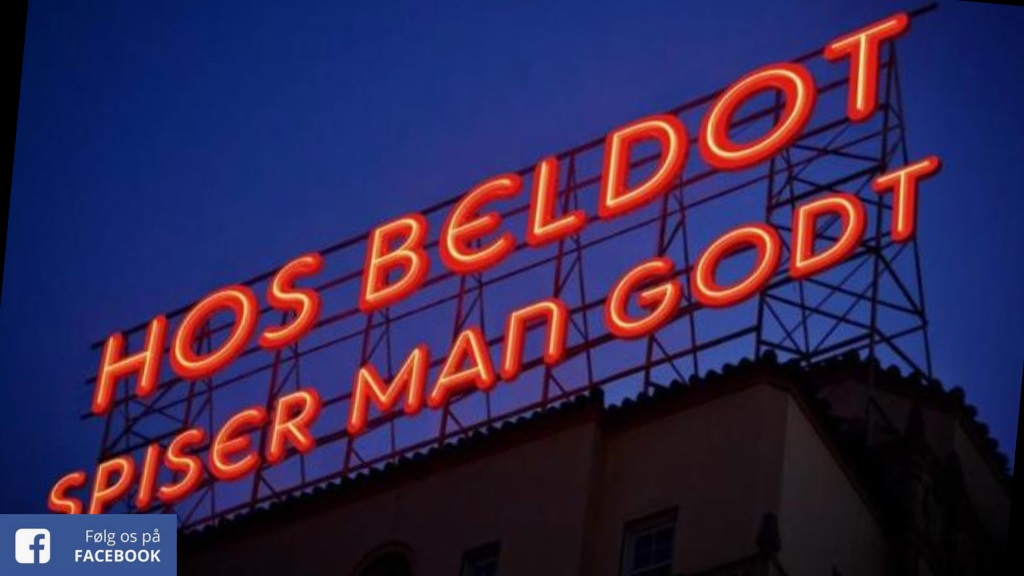 HOS BELDOT
SPISER MAN GODT
Følg os på
FACEBOOK